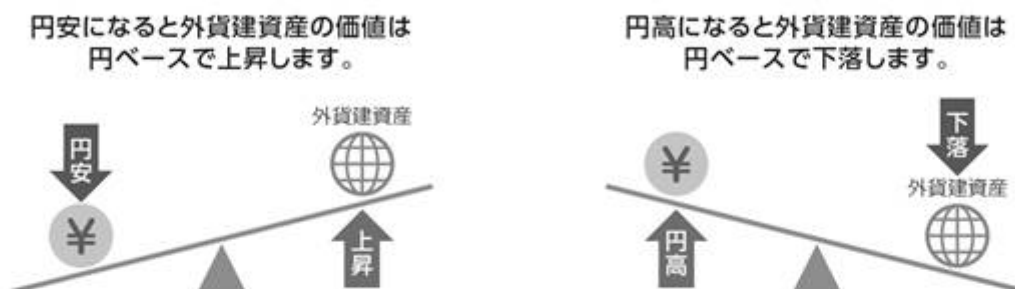 円安になると外貨建資産の価値は
円ベースで上昇します。
円安
¥
外貨建資産
上昇
円高になると外貨建資産の価値は
円ベースで下落します。
¥
円高
下落
外貨建資産